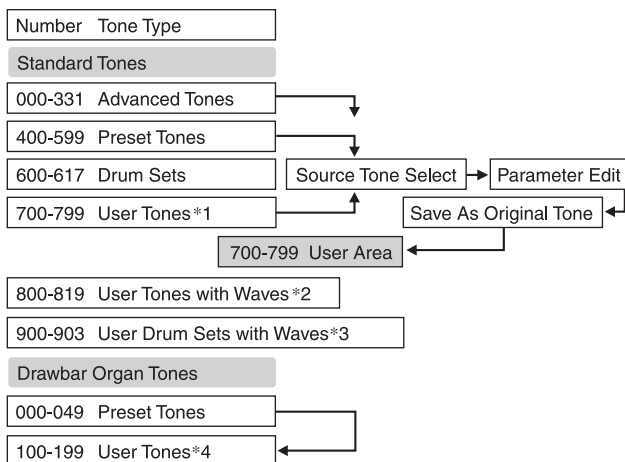 Number Tone Type
Standard Tones
000-331 Advanced Tones
400-599 Preset Tones
600-617 Drum Sets
Source Tone Select
Parameter Edit
700-799 User Tones*1
Save As Original Tone
700-799 User Area
800-819 User Tones with Waves*2
900-903 User Drum Sets with Waves*3
Drawbar Organ Tones
000-049 Preset Tones
100-199 User Tones*4